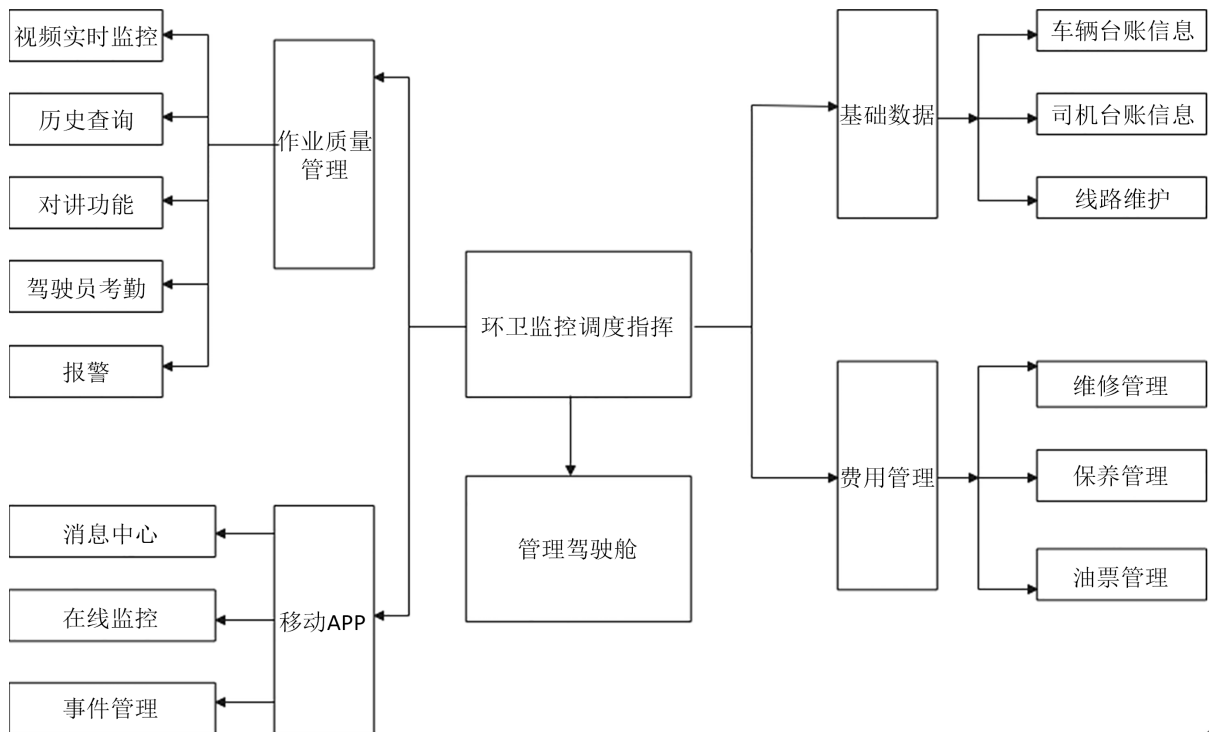 视频实时监控
历史查询
对讲功能
驾驶员考勤
报警
作业质量
管理
消息中心
在线监控
事件管理
移动APP
环卫监控调度指挥
管理驾驶舱
基础数据
车辆台账信息
司机台账信息
线路维护
费用管理
维修管理
保养管理
油票管理